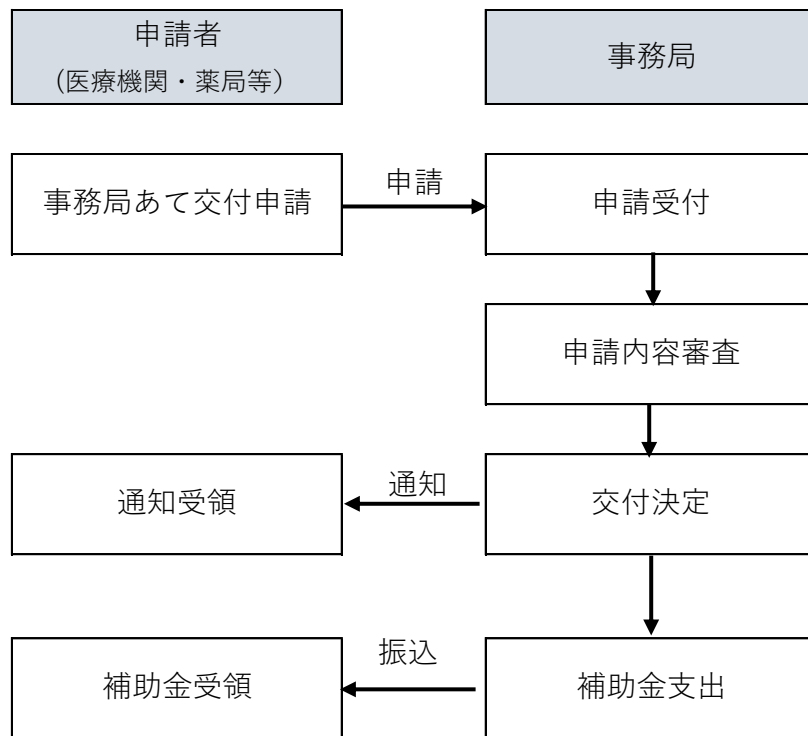 申請者
(医療機関・薬局等)
事務局
事務局あて交付申請
申請
申請受付
申請内容審査
通知受領
通知
交付決定
補助金受領
振込
補助金支出